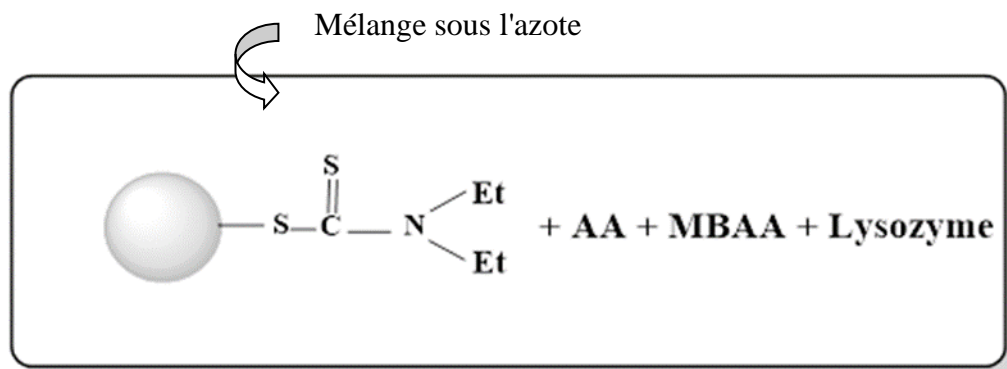 Mélange sous l'azote
S
Et
S C N + AA + MBAA + Lysozyme
Et